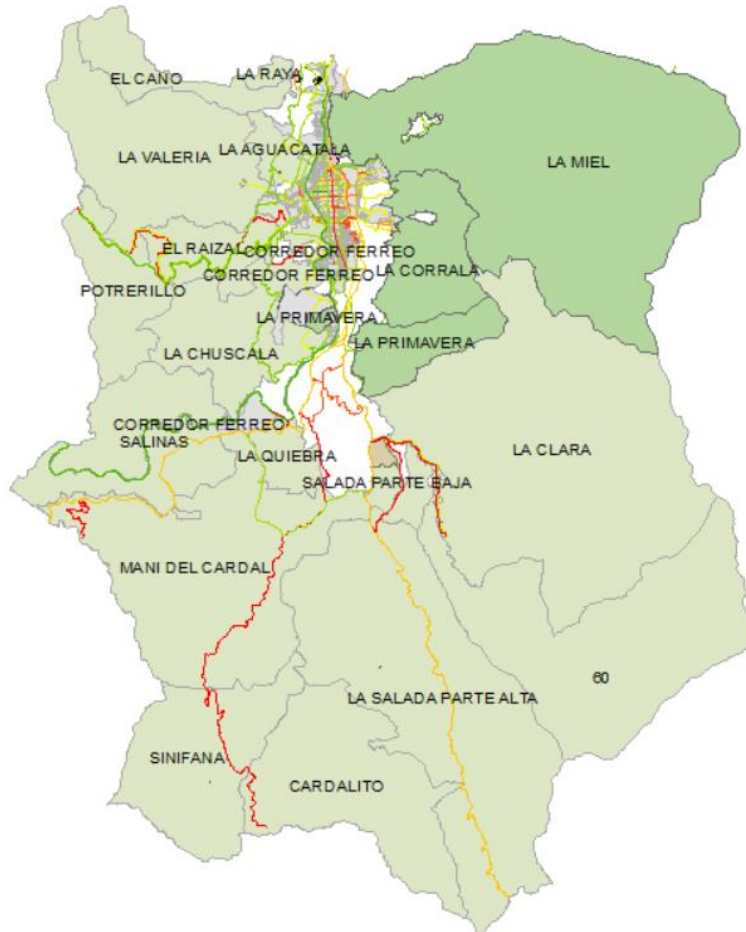 LA RAYA
EL CAÑO
LA AGUACATALA
LA VALERIA
LA MIEL
EL RAIZAL
CORREDOR FERREO
CORREDOR FERREO
LA CORRALA
POTRERILLO
LA PRIMAVERA
LA PRIMAVERA
LA CHUSCALA
CORREDOR FERREO
SALINAS
LA QUIEBRA
LA CLARA
SALADA PARTE BAJA
MANI DEL CARDAL
60
LA SALADA PARTE ALTA
SINIFANA
CARDALITO